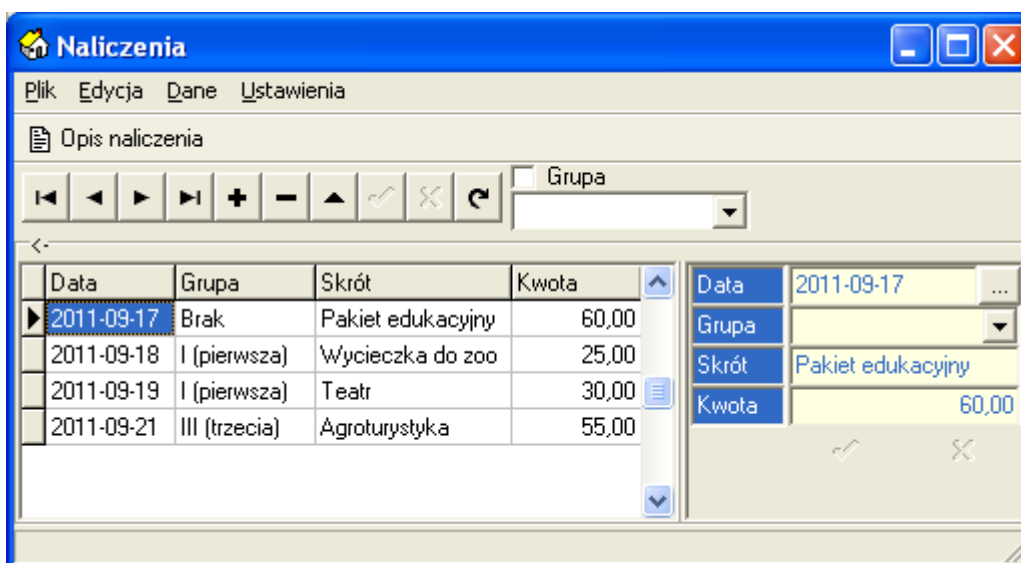 Naliczenia
Plik Edycja Dane Ustawienia
Opis naliczenia
Grupa
<-
Data Grupa Skrót Kwota
2011-09-17 Brak Pakiet edukacyjny 60,00
2011-09-18 I (pierwsza) Wycieczka do zoo 25,00
2011-09-19 I (pierwsza) Teatr 30,00
2011-09-21 III (trzecia) Agroturystyka 55,00
Data 2011-09-17 ...
Grupa
Skrót Pakiet edukacyjny
Kwota 60,00